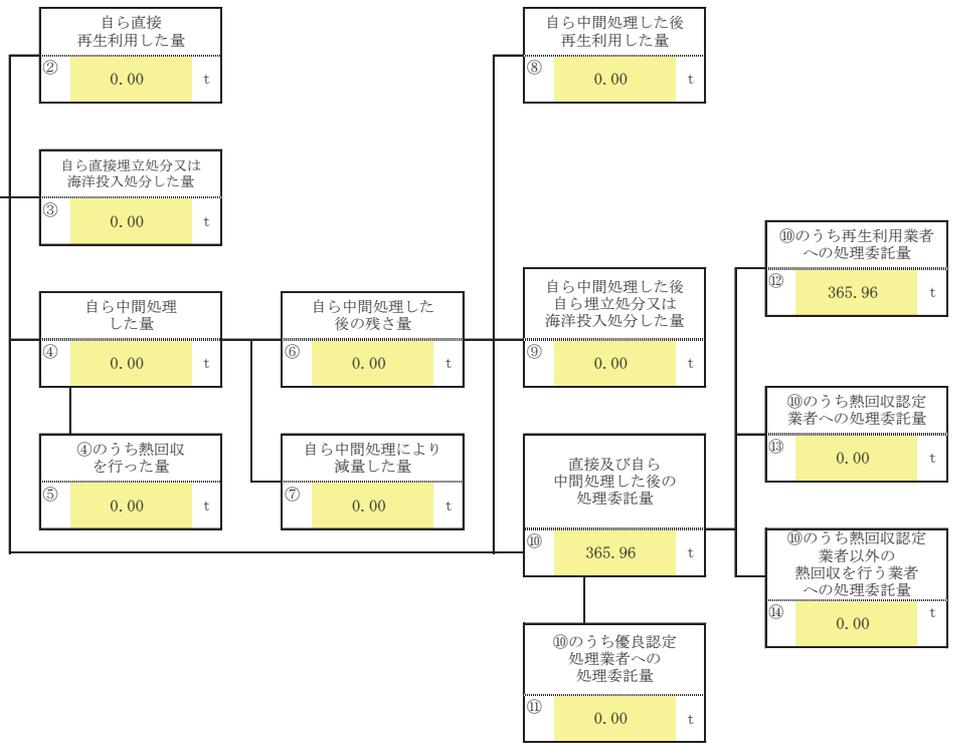 自ら直接
再生利用した量
② 0.00 t
自ら直接埋立処分又は
海洋投入処分した量
③ 0.00 t
自ら中間処理
した量
④ 0.00 t
④のうち熱回収
を行った量
⑤ 0.00 t
自ら中間処理した
後の残さ量
⑥ 0.00 t
自ら中間処理により
減量した量
⑦ 0.00 t
自ら中間処理した後
再生利用した量
⑧ 0.00 t
自ら中間処理した後
自ら埋立処分又は
海洋投入処分した量
⑨ 0.00 t
直接及び自ら
中間処理した後の
処理委託量
⑩ 365.96 t
⑩のうち優良認定
処理業者への
処理委託量
⑪ 0.00 t
⑩のうち再生利用業者
への処理委託量
⑫ 365.96 t
⑩のうち熱回収認定
業者への処理委託量
⑬ 0.00 t
⑩のうち熱回収認定
業者以外の
熱回収を行う業者
への処理委託量
⑭ 0.00 t